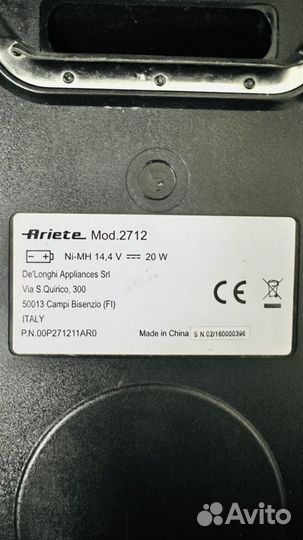 Ariete Mod.2712
- + Ni-MH 14,4 V 20 W
De'Longhi Appliances Srl
Via S.Quirico, 300
50013 Campi Bisenzio (FI)
ITALY
P.N.00P271211AR0
Made in China S.N.02/160000396
CE
Avito